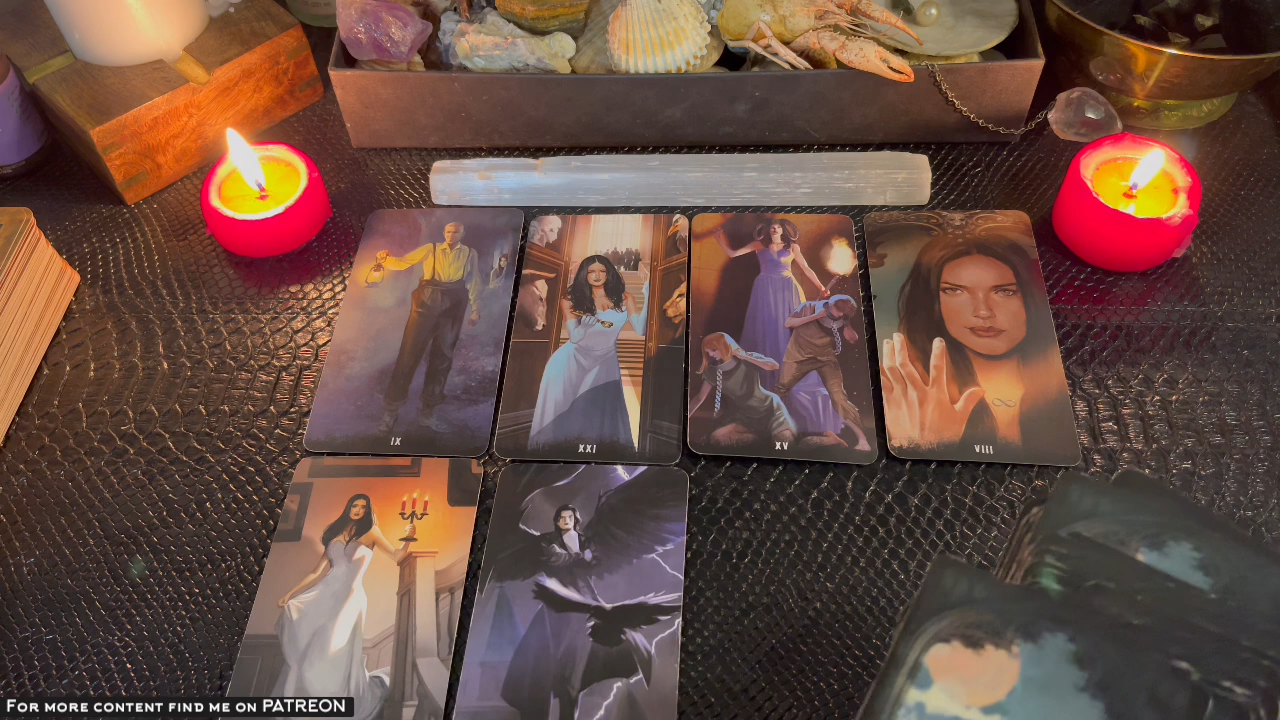 IX
XXI
XV
VIII
FOR MORE CONTENT FIND ME ON PATREON